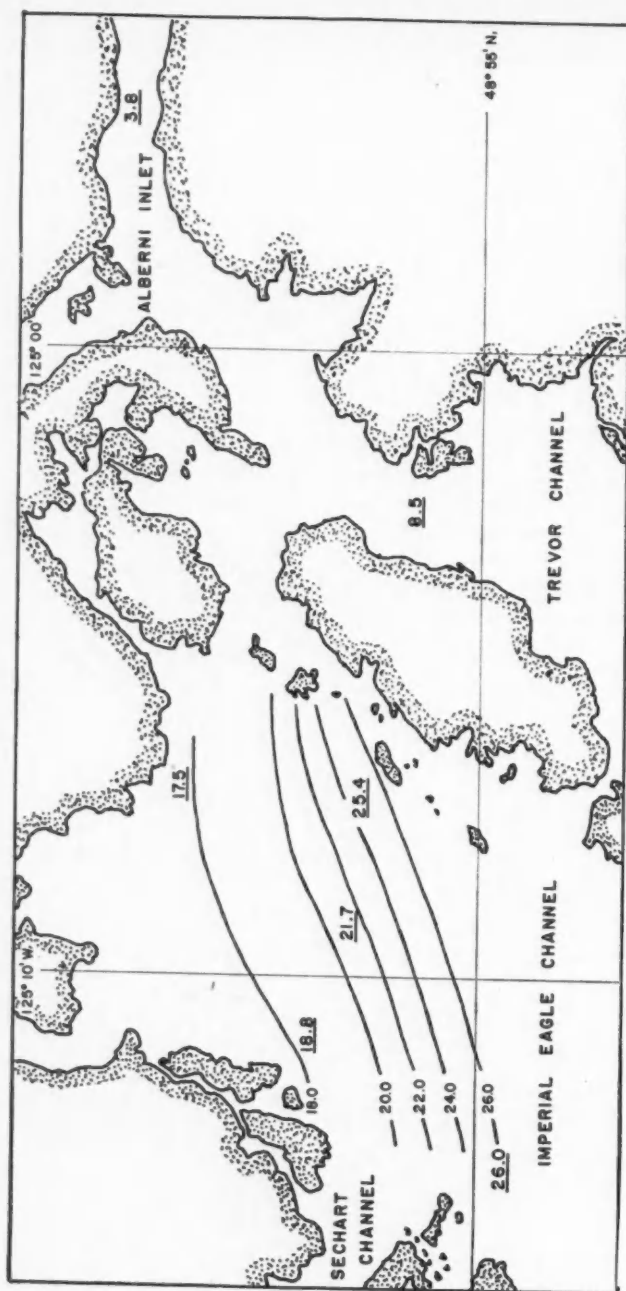 125° 10' W.
125° 00'
3.8
ALBERNI INLET
17.5
18.8
18.0
SECHART
CHANNEL
21.7
25.4
20.0
8.5
22.0
24.0
26.0
48° 55' N.
26.0
IMPERIAL EAGLE CHANNEL
TREVOR CHANNEL